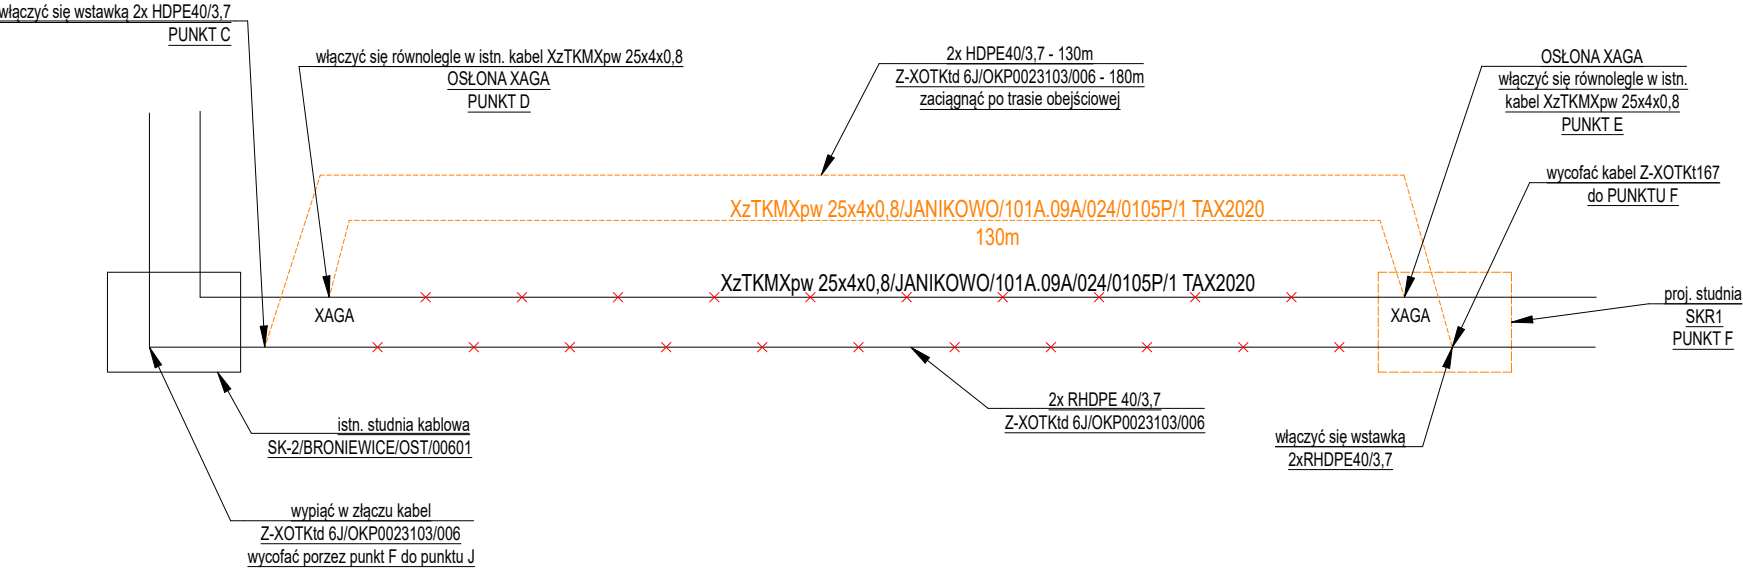 włączyć się wstawką 2x HDPE40/3,7
PUNKT C
włączyć się równolegle w istn. kabel XzTKMXpw 25x4x0,8
OSŁONA XAGA
PUNKT D
2x HDPE40/3,7 - 130m
Z-XOTKtd 6J/OKP0023103/006 - 180m
zaciągnąć po trasie obejściowej
OSŁONA XAGA
włączyć się równolegle w istn.
kabel XzTKMXpw 25x4x0,8
PUNKT E
wycofać kabel Z-XOTKt167
do PUNKTU F
XzTKMXpw 25x4x0,8/JANIKOWO/101A.09A/024/0105P/1 TAX2020
130m
XzTKMXpw 25x4x0,8/JANIKOWO/101A.09A/024/0105P/1 TAX2020
XAGA
XAGA
proj. studnia
SKR1
PUNKT F
2x RHDPE 40/3,7
Z-XOTKtd 6J/OKP0023103/006
istn. studnia kablowa
SK-2/BRONIEWICE/OST/00601
włączyć się wstawką
2xRHDPE40/3,7
wypiąć w złączu kabel
Z-XOTKtd 6J/OKP0023103/006
wycofać porzez punkt F do punktu J